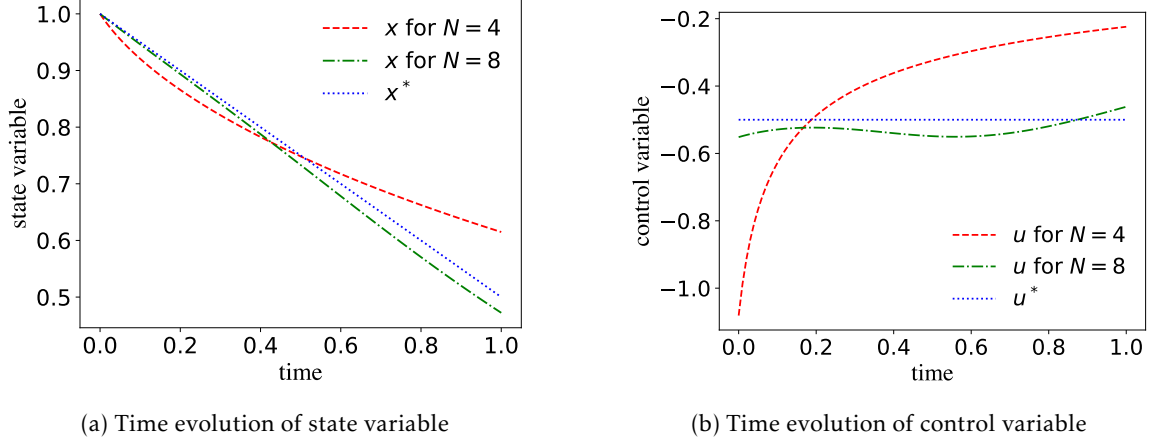 1.0
0.9
0.8
0.7
0.6
0.5
state variable
x for N = 4
x for N = 8
x*
0.0 0.2 0.4 0.6 0.8 1.0
time
(a) Time evolution of state variable
−0.2
−0.4
−0.6
−0.8
−1.0
control variable
u for N = 4
u for N = 8
u*
0.0 0.2 0.4 0.6 0.8 1.0
time
(b) Time evolution of control variable